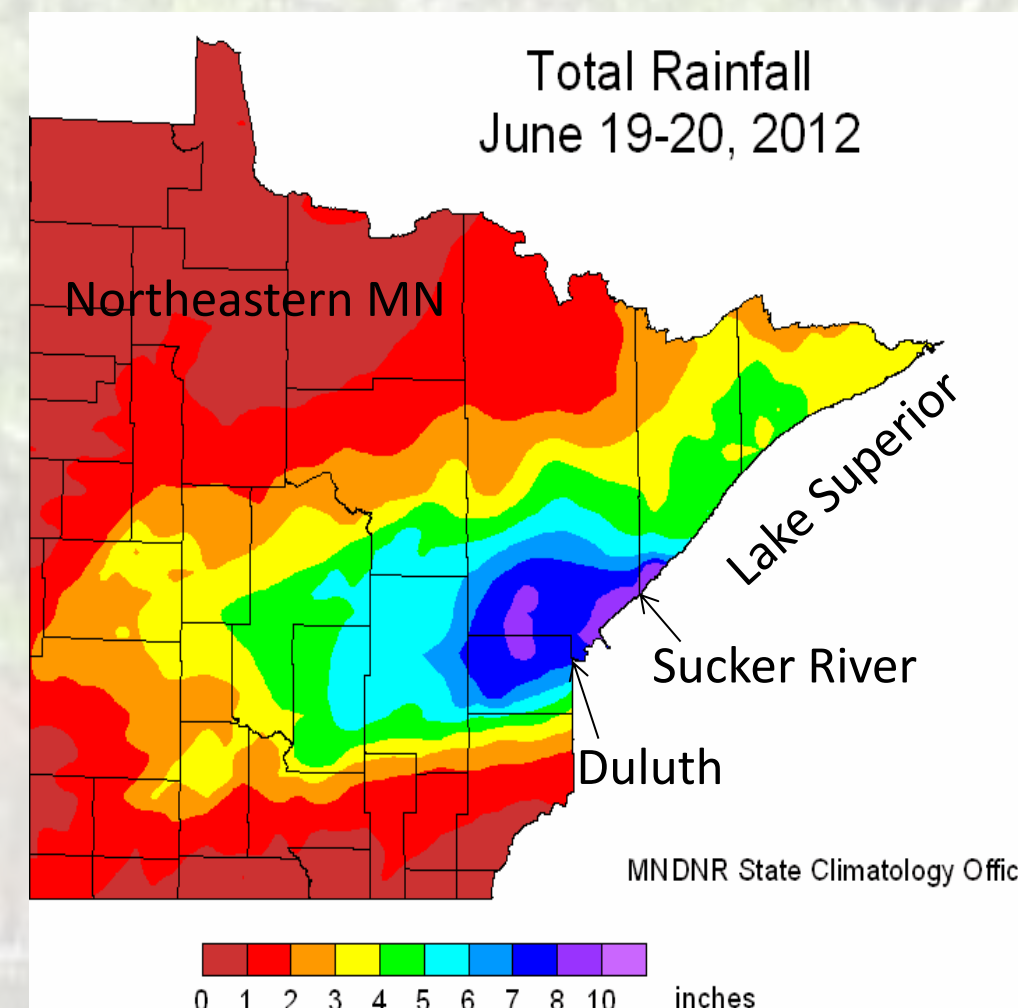 Total Rainfall
June 19-20, 2012
Northeastern MN
Lake Superior
Sucker River
Duluth
MNDNR State Climatology Offic
0 1 2 3 4 5 6 7 8 10 inches